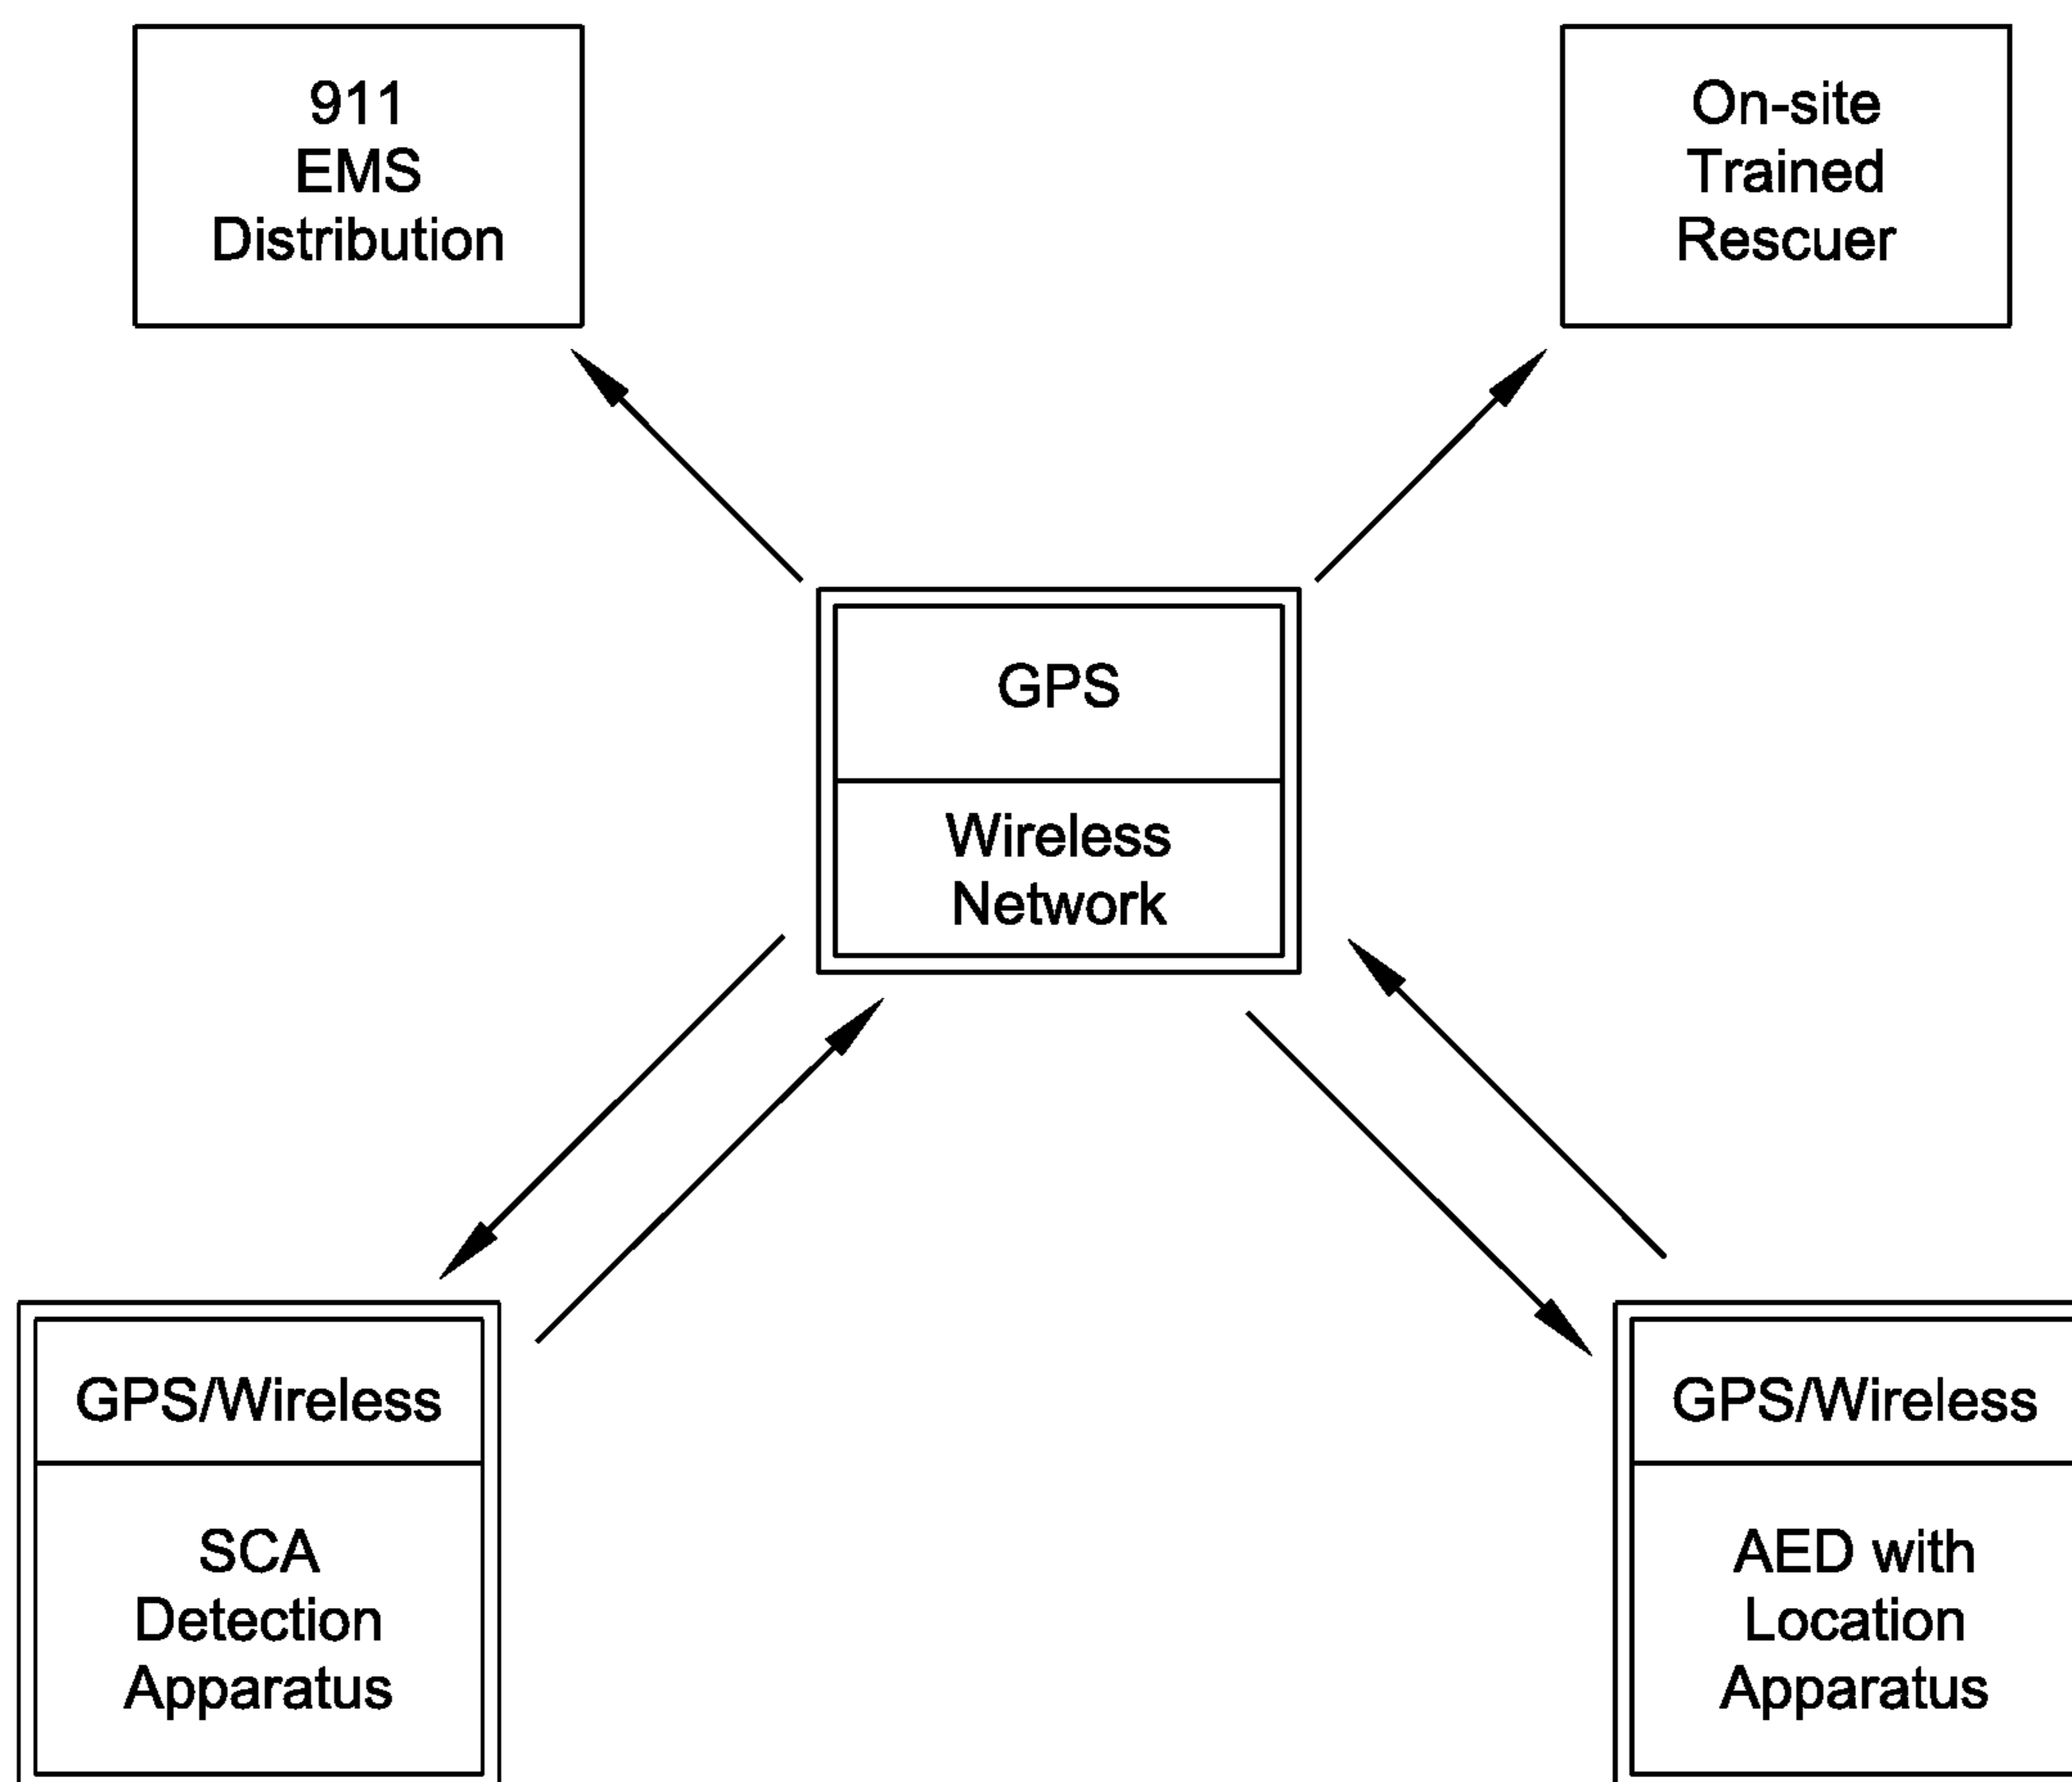 911
EMS
Distribution
On-site
Trained
Rescuer
GPS
Wireless
Network
GPS/Wireless
SCA
Detection
Apparatus
GPS/Wireless
AED with
Location
Apparatus